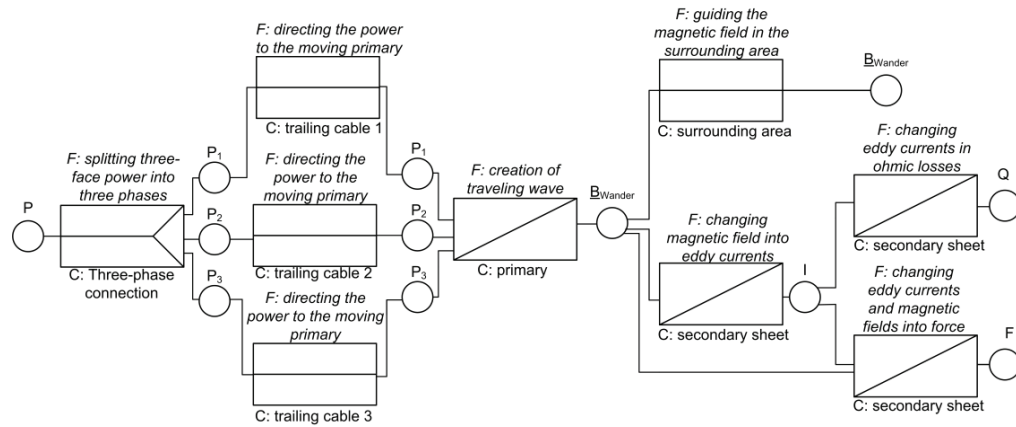 F: directing the power
to the moving primary
C: trailing cable 1
F: splitting three-
face power into
three phases
P
C: Three-phase
connection
P1
P2
P3
F: directing the
power to the
moving primary
C: trailing cable 2
F: directing the
power to the moving
primary
C: trailing cable 3
P1
P2
P3
F: creation of
traveling wave
C: primary
BWander
F: guiding the
magnetic field in the
surrounding area
C: surrounding area
BWander
F: changing
magnetic field into
eddy currents
C: secondary sheet
I
F: changing
eddy currents in
ohmic losses
C: secondary sheet
Q
F: changing
eddy currents
and magnetic
fields into force
C: secondary sheet
F